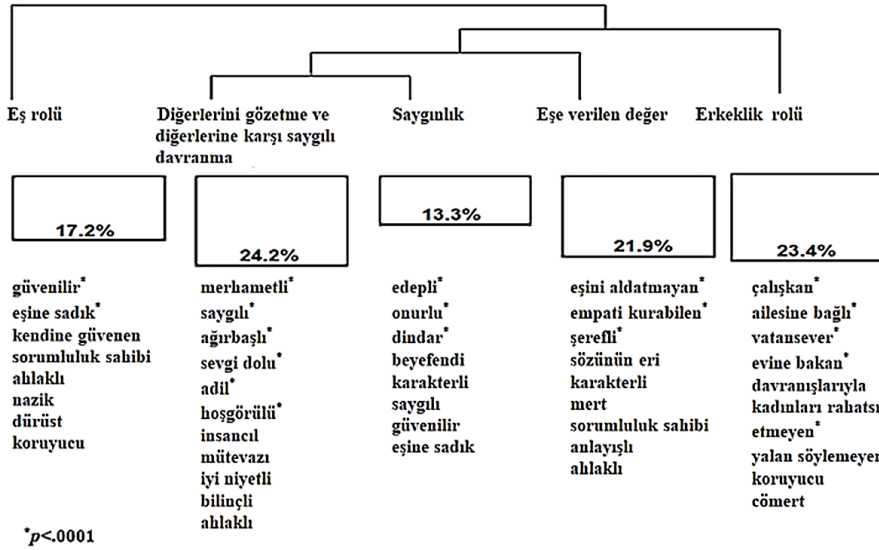 Eş rolü
Diğerlerini gözetme ve
diğerlerine karşı saygılı
davranma
Saygınlık
Eşe verilen değer
Erkeklik rolü
17.2%
24.2%
13.3%
21.9%
23.4%
güvenilir*
eşine sadık*
kendine güvenen
sorumluluk sahibi
ahlaklı
nazik
dürüst
koruyucu
merhametli*
saygılı*
ağırbaşlı*
sevgi dolu*
adil*
hoşgörülü*
insancıl
mütevazı
iyi niyetli
bilinçli
ahlaklı
edepli*
onurlu*
dindar*
beyefendi
karakterli
saygılı
güvenilir
eşine sadık
eşini aldatmayan*
empati kurabilen*
şerefli*
sözünün eri
karakterli
mert
sorumluluk sahibi
anlayışlı
ahlaklı
çalışkan*
ailesine bağlı*
vatansever*
evine bakan*
davranışlarıyla
kadınları rahatsı
etmeyen*
yalan söylemeyen
koruyucu
cömert
*p<.0001